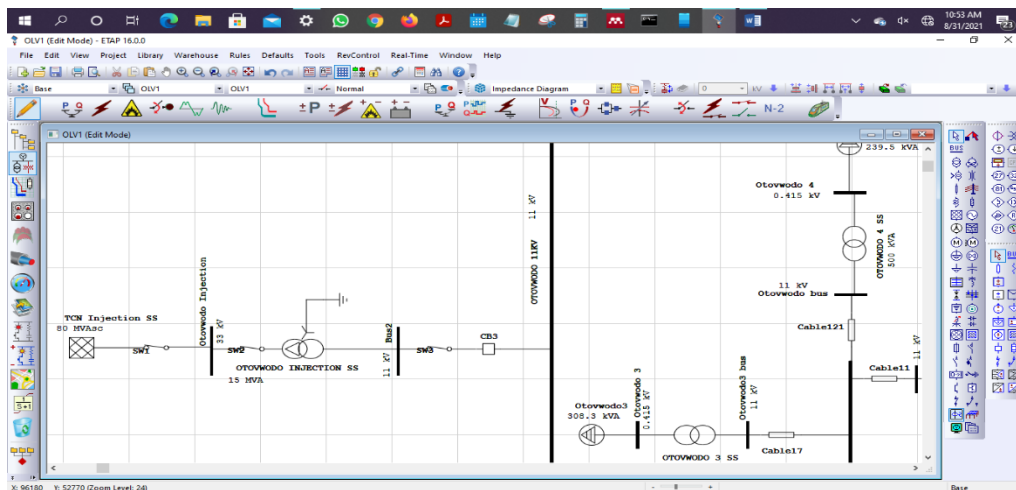 10:53 AM
8/31/2021
23
OLV1 (Edit Mode) - ETAP 16.0.0
File Edit View Project Library Warehouse Rules Defaults Tools RevControl Real-Time Window Help
Base OLV1 OLV1 Normal Base Impedance Diagram 0 kV
N-2
OLV1 (Edit Mode)
239.5 kVA
Otovwodo 4
0.415 kV
OTOVWODO 4 SS
500 KVA
11 kV
Otovwodo bus
11 kV
OTOVWODO 11KV
Otovwodo Injection
33 kV
TCN Injection SS
80 MVAsc
SW1
SW2
OTOVWODO INJECTION SS
15 MVA
Bus2
11 kV
SW3
CB3
Cable121
Cable11
11 kV
Otovwodo3
308.3 kVA
Otovwodo 3
0.415 kV
Otovwodo3 bus
11 kV
OTOVWODO 3 SS
Cable17
X: 96180 Y: 52770 (Zoom Level: 24)
Base